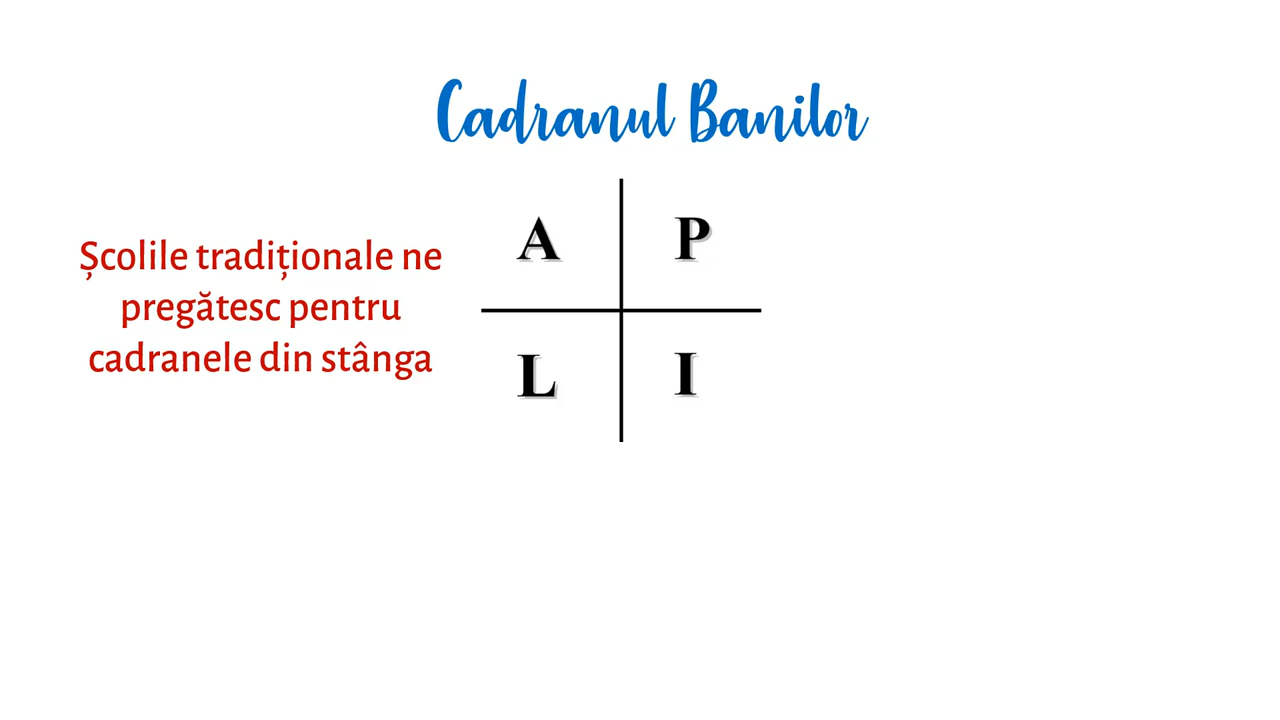 Cadranul Banilor
A P
Școlile tradiționale ne
pregătesc pentru
cadranele din stânga
L I